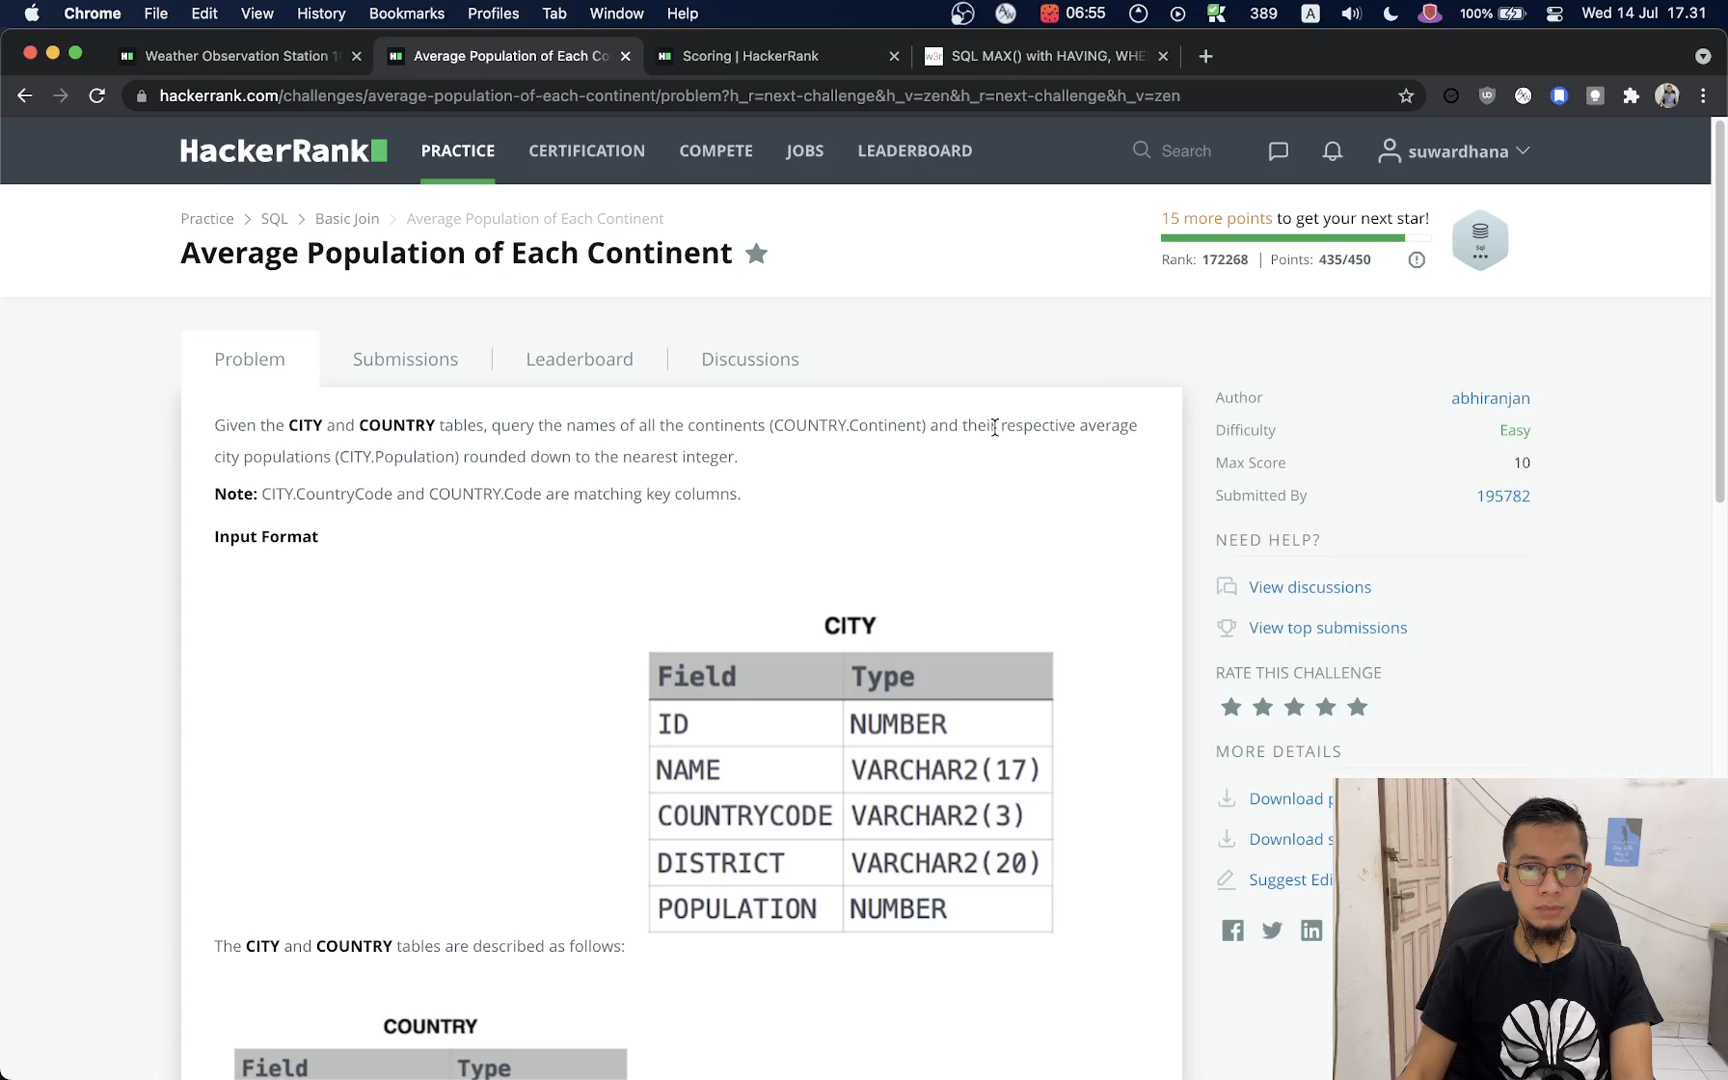 Chrome File Edit View History Bookmarks Profiles Tab Window Help 06:55 389 A 100% Wed 14 Jul 17.31
Weather Observation Station 1
Average Population of Each Co
Scoring | HackerRank
SQL MAX() with HAVING, WHE
hackerrank.com/challenges/average-population-of-each-continent/problem?h_r=next-challenge&h_v=zen&h_r=next-challenge&h_v=zen
HackerRank PRACTICE CERTIFICATION COMPETE JOBS LEADERBOARD Search suwardhana
Practice > SQL > Basic Join > Average Population of Each Continent
15 more points to get your next star!
Average Population of Each Continent
Rank: 172268 | Points: 435/450
Sql
Problem Submissions Leaderboard Discussions
Given the CITY and COUNTRY tables, query the names of all the continents (COUNTRY.Continent) and their respective average
city populations (CITY.Population) rounded down to the nearest integer.
Note: CITY.CountryCode and COUNTRY.Code are matching key columns.
Input Format
CITY
Field Type
ID NUMBER
NAME VARCHAR2(17)
COUNTRYCODE VARCHAR2(3)
DISTRICT VARCHAR2(20)
POPULATION NUMBER
The CITY and COUNTRY tables are described as follows:
COUNTRY
Field Type
Author abhiranjan
Difficulty Easy
Max Score 10
Submitted By 195782
NEED HELP?
View discussions
View top submissions
RATE THIS CHALLENGE
MORE DETAILS
Download p
Download s
Suggest Edi